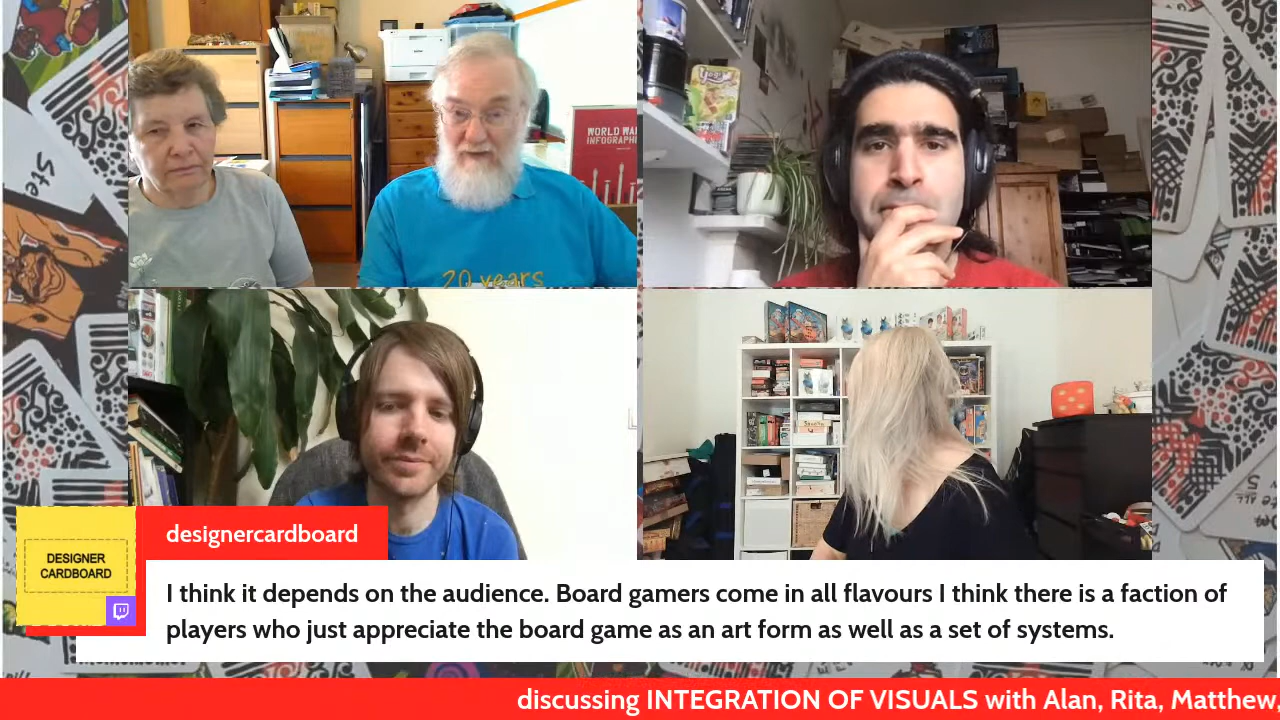 WORLD WAR
INFOGRAPHI
20 years
designercardboard
DESIGNER
CARDBOARD
I think it depends on the audience. Board gamers come in all flavours I think there is a faction of
players who just appreciate the board game as an art form as well as a set of systems.
discussing INTEGRATION OF VISUALS with Alan, Rita, Matthew,